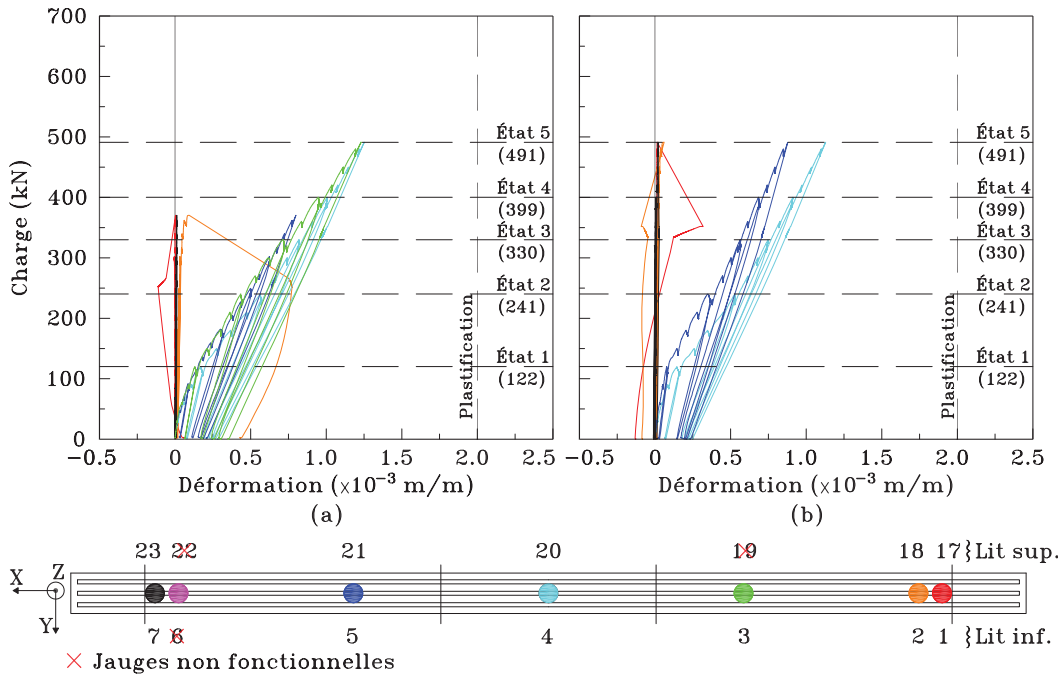 Charge (kN)
700
600
500
400
300
200
100
0
État 5
(491)
État 4
(399)
État 3
(330)
État 2
(241)
État 1
(122)
Plastification
−0.5 0 0.5 1.0 1.5 2.0 2.5
Déformation (×10⁻³ m/m)
(a)
État 5
(491)
État 4
(399)
État 3
(330)
État 2
(241)
État 1
(122)
Plastification
−0.5 0 0.5 1.0 1.5 2.0 2.5
Déformation (×10⁻³ m/m)
(b)
23 22 21 20 19 18 17 }Lit sup.
X Z
Y
7 6 5 4 3 2 1 }Lit inf.
× Jauges non fonctionnelles